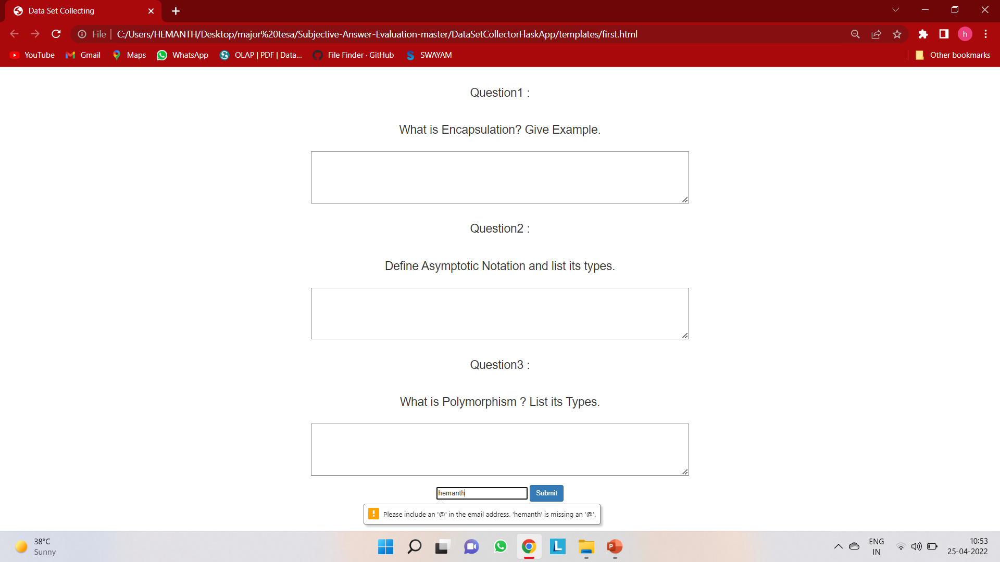 Data Set Collecting
File | C:/Users/HEMANTH/Desktop/major%20tesa/Subjective-Answer-Evaluation-master/DataSetCollectorFlaskApp/templates/first.html
h
YouTube Gmail Maps WhatsApp OLAP | PDF | Data... File Finder · GitHub SWAYAM Other bookmarks
Question1 :
What is Encapsulation? Give Example.
Question2 :
Define Asymptotic Notation and list its types.
Question3 :
What is Polymorphism ? List its Types.
hemanth Submit
Please include an '@' in the email address. 'hemanth' is missing an '@'.
38°C
Sunny
ENG
IN
10:53
25-04-2022